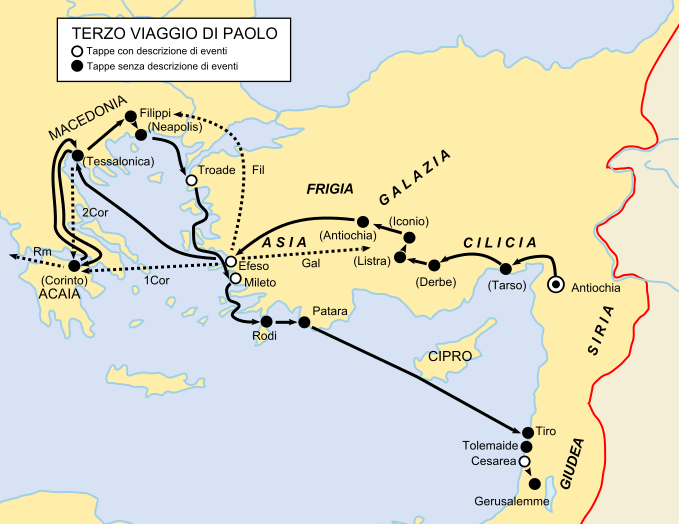 TERZO VIAGGIO DI PAOLO
Tappe con descrizione di eventi
Tappe senza descrizione di eventi
MACEDONIA
Filippi
(Neapolis)
(Tessalonica)
Troade
Fil
FRIGIA
GALAZIA
2Cor
(Iconio)
(Antiochia)
ASIA
CILICIA
Rm
Gal
(Listra)
Efeso
(Corinto)
1Cor
Mileto
(Derbe)
(Tarso)
Antiochia
ACAIA
Rodi
Patara
SIRIA
CIPRO
Tiro
Tolemaide
Cesarea
GIUDEA
Gerusalemme